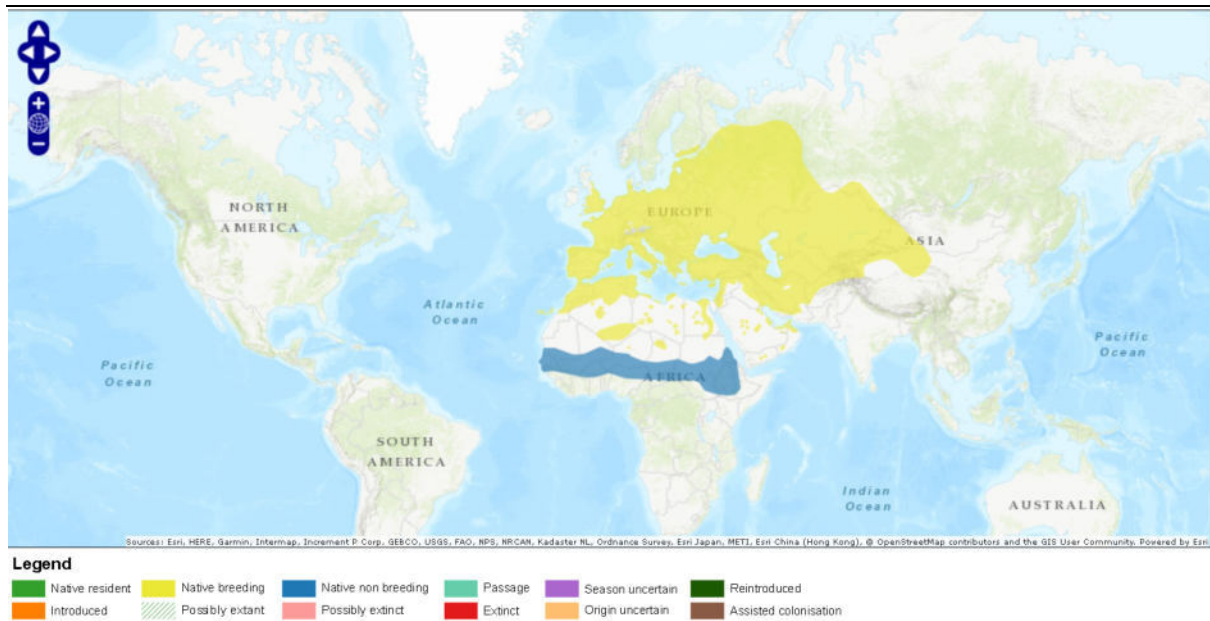 NORTH
AMERICA
EUROPE
ASIA
Atlantic
Ocean
Pacific
Ocean
Pacific
Ocean
AFRICA
SOUTH
AMERICA
Indian
Ocean
AUSTRALIA
Sources: Esri, HERE, Garmin, Intermap, Increment P Corp, GEBCO, USGS, FAO, NPS, NRCAN, Kadaster NL, Ordnance Survey, Esri Japan, METI, Esri China (Hong Kong), © OpenStreetMap contributors and the GIS User Community, Powered by Esri
Legend
Native resident Native breeding Native non breeding Passage Season uncertain Reintroduced
Introduced Possibly extant Possibly extinct Extinct Origin uncertain Assisted colonisation